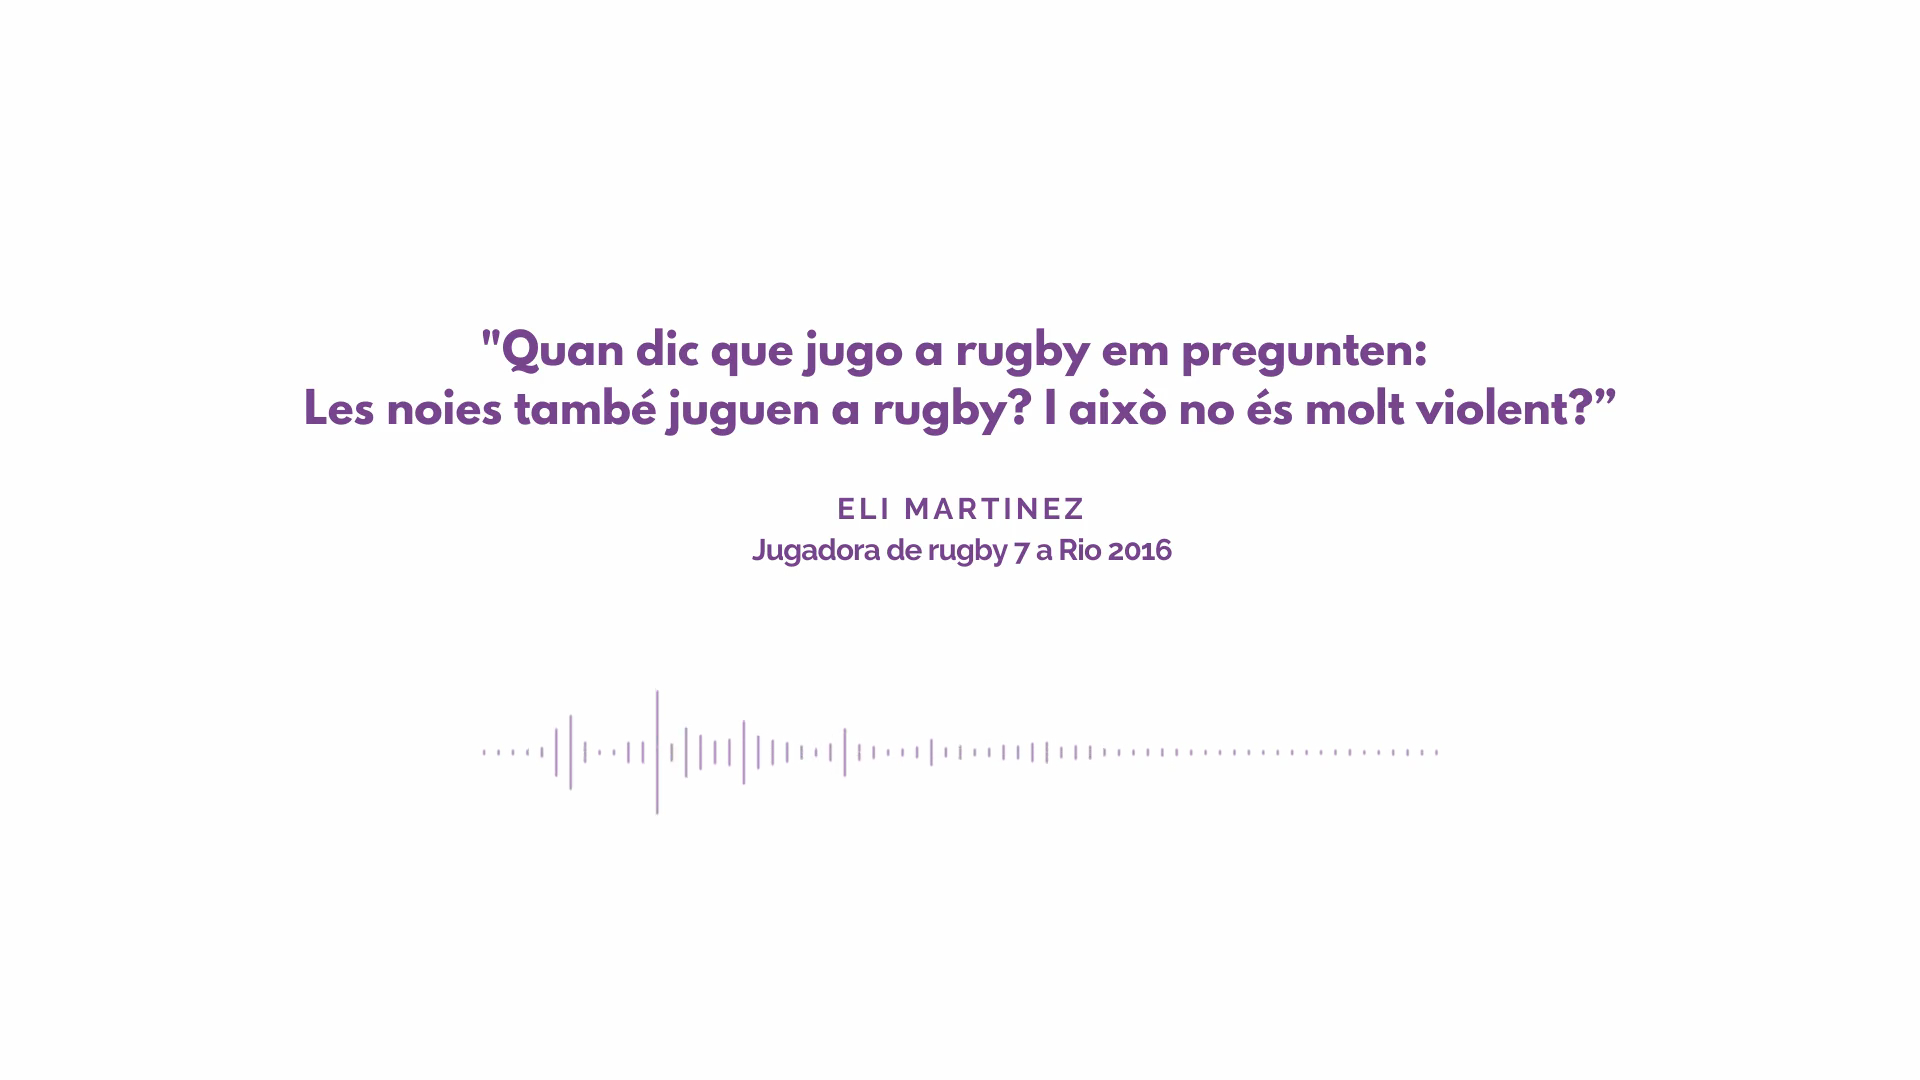 "Quan dic que jugo a rugby em pregunten:
Les noies també juguen a rugby? I això no és molt violent?”
ELI MARTINEZ
Jugadora de rugby 7 a Rio 2016